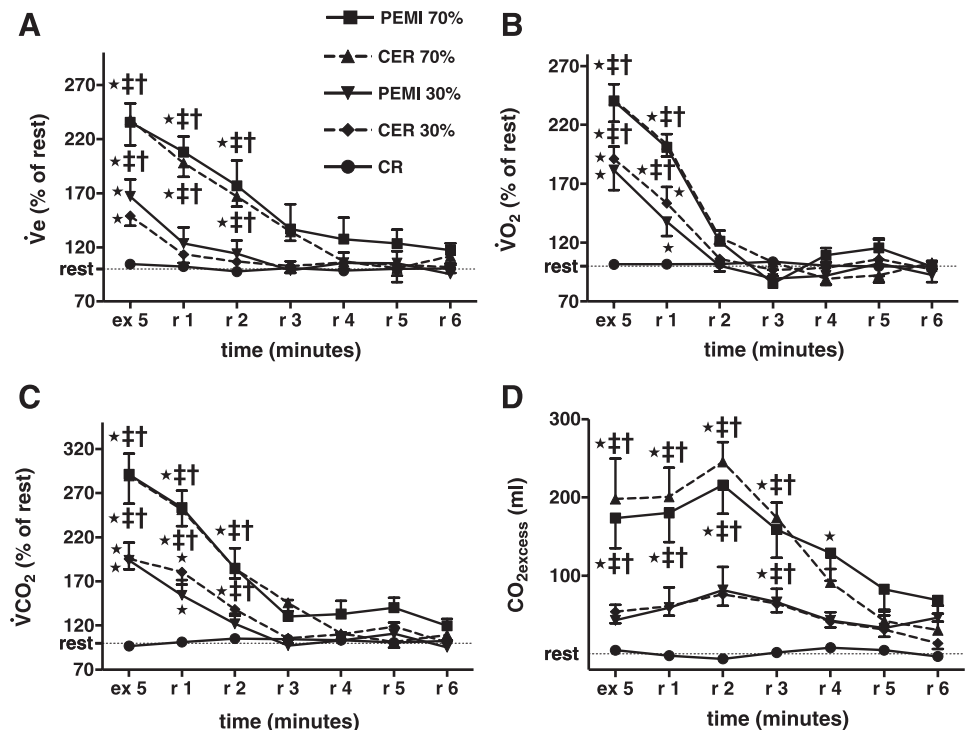 A
PEMI 70%
CER 70%
PEMI 30%
CER 30%
CR
V̇e (% of rest)
270
220
170
120
rest
70
★‡†
★‡†
★‡†
★‡†
★‡†
★‡†
★
★
ex 5 r 1 r 2 r 3 r 4 r 5 r 6
time (minutes)
B
V̇O₂ (% of rest)
270
220
170
120
rest
70
★‡†
★‡†
★‡†
★‡†
★
★
★
★
ex 5 r 1 r 2 r 3 r 4 r 5 r 6
time (minutes)
C
V̇CO₂ (% of rest)
320
270
220
170
120
rest
70
★‡†
★‡†
★‡†
★‡†
★‡†
★‡†
★
★
★
★
ex 5 r 1 r 2 r 3 r 4 r 5 r 6
time (minutes)
D
CO₂excess (ml)
300
200
100
rest
★‡†
★‡†
★‡†
★‡†
★
★‡†
★‡†
★‡†
★‡†
ex 5 r 1 r 2 r 3 r 4 r 5 r 6
time (minutes)